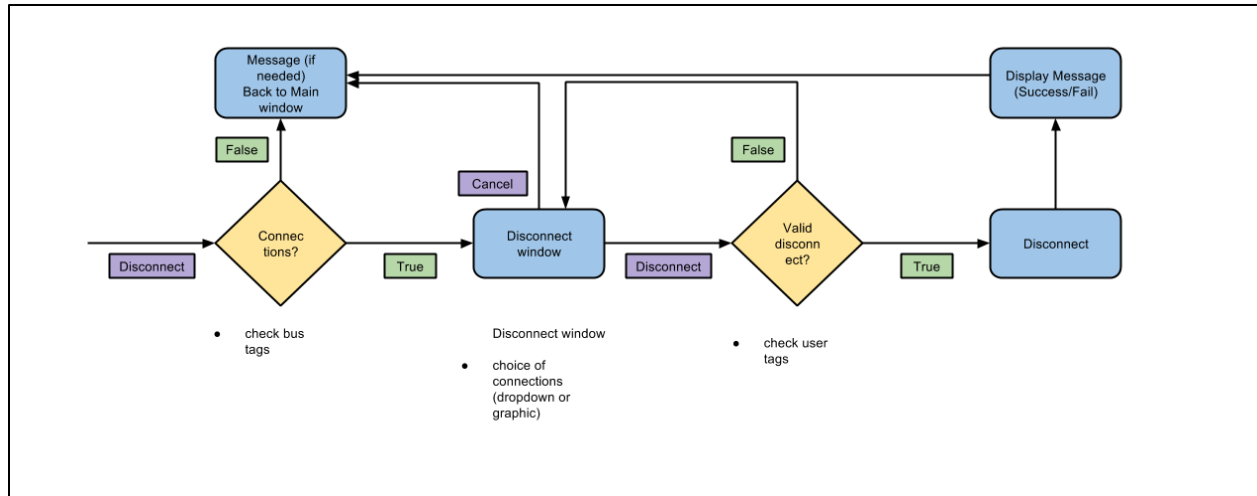 Message (if
needed)
Back to Main
window
Display Message
(Success/Fail)
False
False
Cancel
Connec
tions?
Disconnect
window
Valid
disconn
ect?
Disconnect
Disconnect
True
Disconnect
True
● check bus
tags
Disconnect window
● choice of
connections
(dropdown or
graphic)
● check user
tags